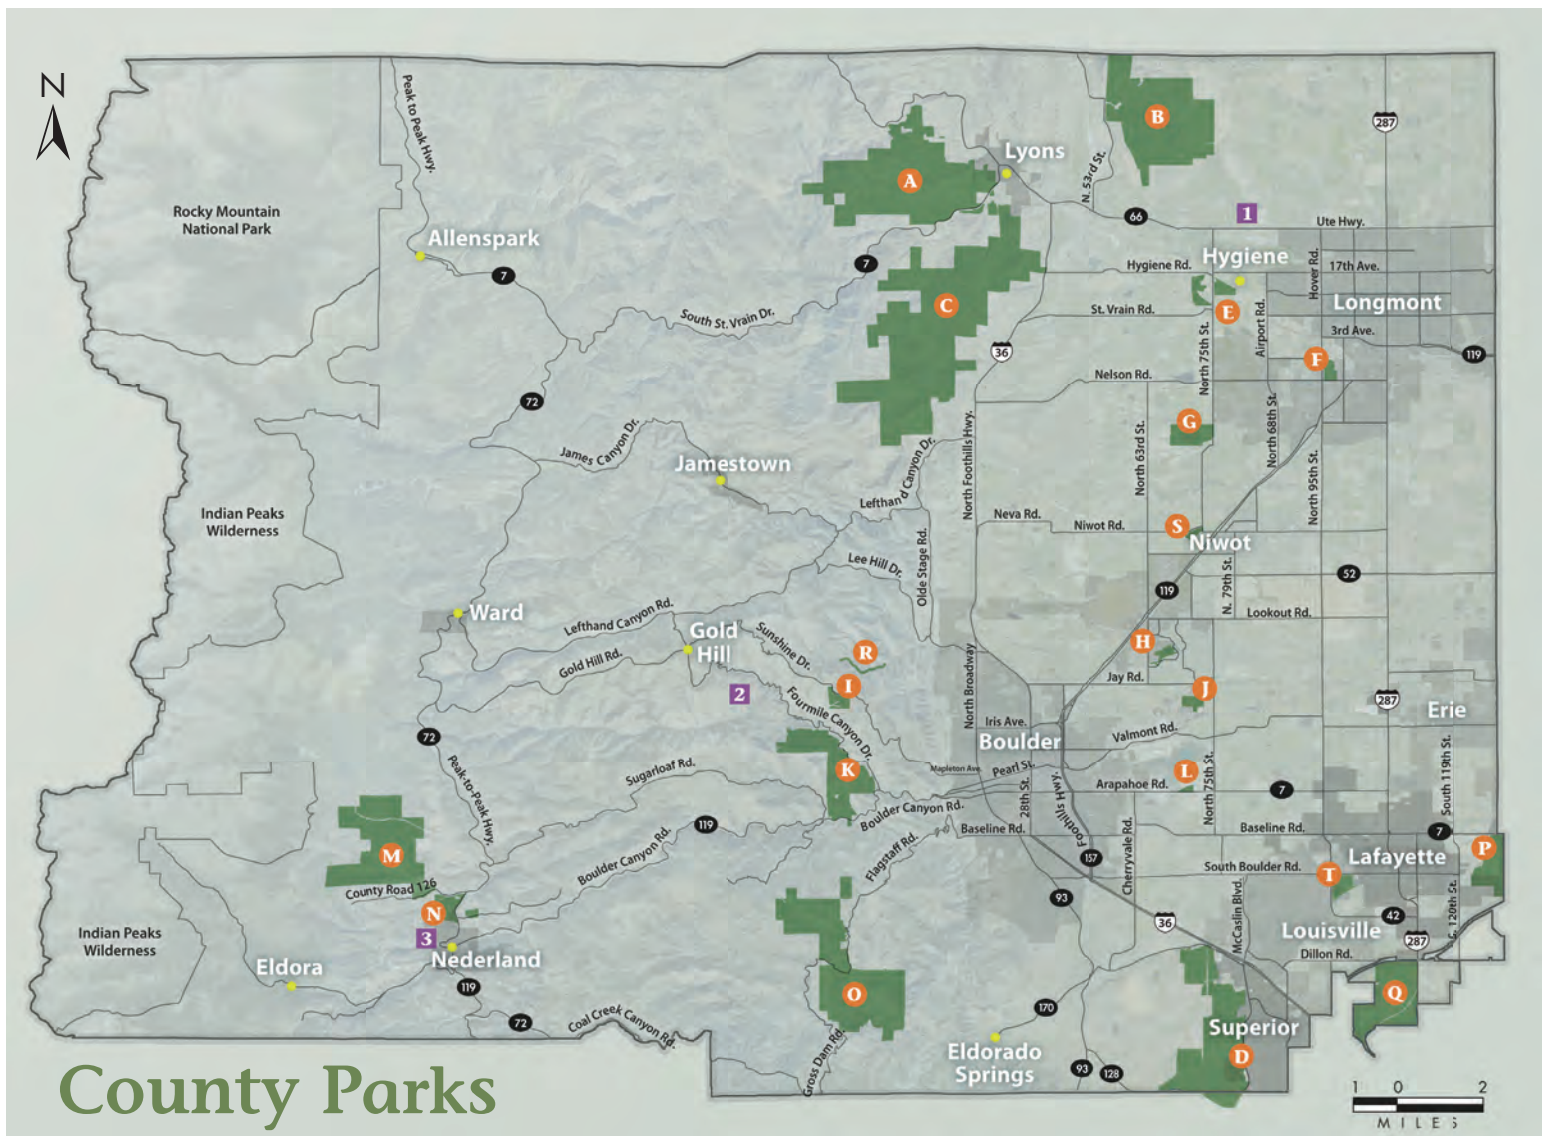 N
Peak to Peak Hwy.
B
287
Lyons
N. 53rd St.
A
Rocky Mountain
National Park
66
1
Ute Hwy.
Allenspark
7
7
Hygiene Rd.
Hygiene
Hover Rd.
17th Ave.
C
South St. Vrain Dr.
St. Vrain Rd.
E
Airport Rd.
Longmont
3rd Ave.
36
North 75th St.
F
119
Nelson Rd.
72
G
James Canyon Dr.
North Foothills Hwy.
North 63rd St.
North 68th St.
Jamestown
Lefthand Canyon Dr.
North 95th St.
Indian Peaks
Wilderness
Neva Rd.
Niwot Rd.
S
Niwot
Lee Hill Dr.
Olde Stage Rd.
52
119
N. 79th St.
Ward
Lefthand Canyon Rd.
Lookout Rd.
Gold
Hill
Sunshine Dr.
R
H
Gold Hill Rd.
I
Jay Rd.
J
2
Fourmile Canyon Dr.
North Broadway
287
Erie
Iris Ave.
72
Boulder
Valmont Rd.
Peak-to-Peak Hwy.
Sugarloaf Rd.
K
Mapleton Ave.
Pearl St.
L
Arapahoe Rd.
North 75th St.
7
South 119th St.
Boulder Canyon Rd.
28th St.
Foothills Hwy.
119
Baseline Rd.
Baseline Rd.
7
Boulder Canyon Rd.
Flagstaff Rd.
Cherryvale Rd.
157
M
Lafayette
P
South Boulder Rd.
T
County Road 126
McCaslin Blvd.
N
93
36
42
S. 120th St.
3
Indian Peaks
Wilderness
Louisville
287
Nederland
Dillon Rd.
Eldora
119
O
Q
72
Coal Creek Canyon Rd.
170
Superior
Gross Dam Rd.
Eldorado
Springs
D
93
128
County Parks
1 0 2
MILES